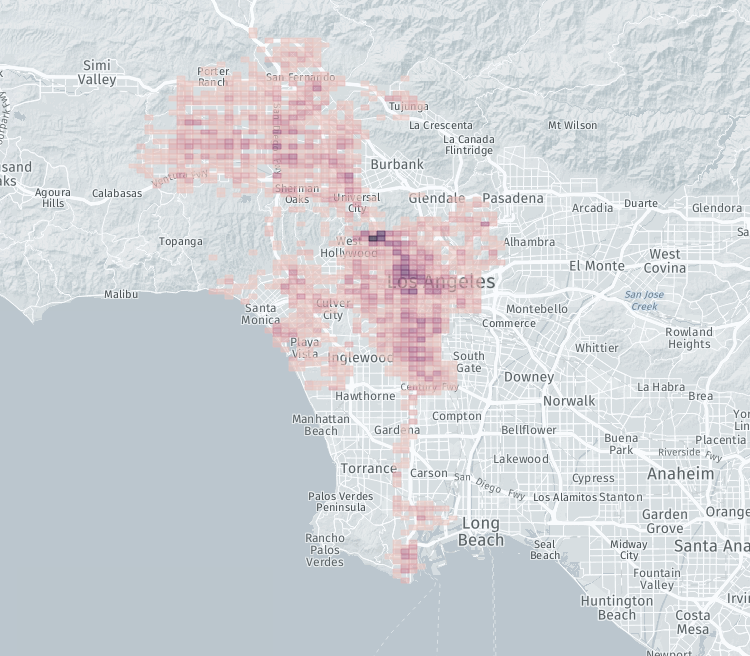 Simi
Valley
Porter
Ranch
San Fernando
Tujunga
La Crescenta
Mt Wilson
La Canada
Flintridge
Burbank
Agoura
Hills
Calabasas
Ventura Fwy
Sherman
Oaks
Universal
City
Glendale
Pasadena
Arcadia
Duarte
Glendora
Topanga
West
Hollywood
Alhambra
El Monte
West
Covina
Los Angeles
Malibu
Santa
Monica
Culver
City
Montebello
San Jose
Creek
Commerce
Rowland
Heights
Playa
Vista
Inglewood
South
Gate
Whittier
Downey
La Habra
Brea
Century Fwy
Hawthorne
Norwalk
Manhattan
Beach
Gardena
Compton
Bellflower
Buena
Park
Placentia
Riverside Fwy
Torrance
Carson
Lakewood
San Diego Fwy
Cypress
Anaheim
Palos Verdes
Peninsula
Los Alamitos
Stanton
Garden
Grove
Orange
Long
Beach
Rancho
Palos
Verdes
Seal
Beach
Midway
City
Santa Ana
Fountain
Valley
Huntington
Beach
Costa
Mesa
Irvi
Newport